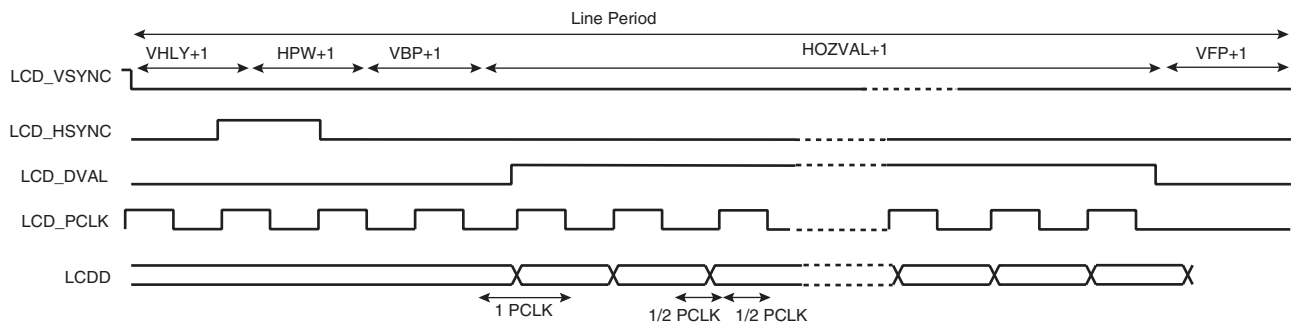 Line Period
VHLY+1 HPW+1 VBP+1 HOZVAL+1 VFP+1
LCD_VSYNC
LCD_HSYNC
LCD_DVAL
LCD_PCLK
LCDD
1 PCLK 1/2 PCLK 1/2 PCLK